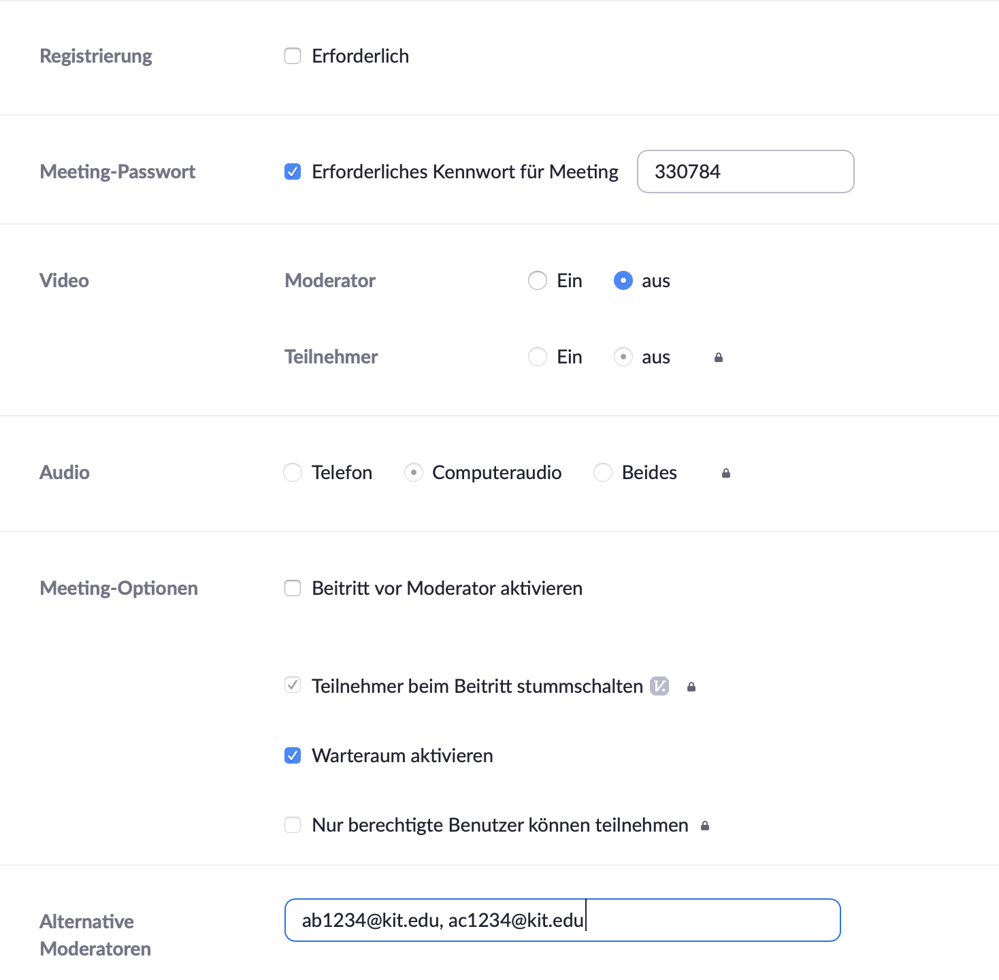 Registrierung Erforderlich
Meeting-Passwort Erforderliches Kennwort für Meeting 330784
Video Moderator Ein aus
Teilnehmer Ein aus
Audio Telefon Computeraudio Beides
Meeting-Optionen Beitritt vor Moderator aktivieren
Teilnehmer beim Beitritt stummschalten V.
Warteraum aktivieren
Nur berechtigte Benutzer können teilnehmen
Alternative Moderatoren
ab1234@kit.edu, ac1234@kit.edu